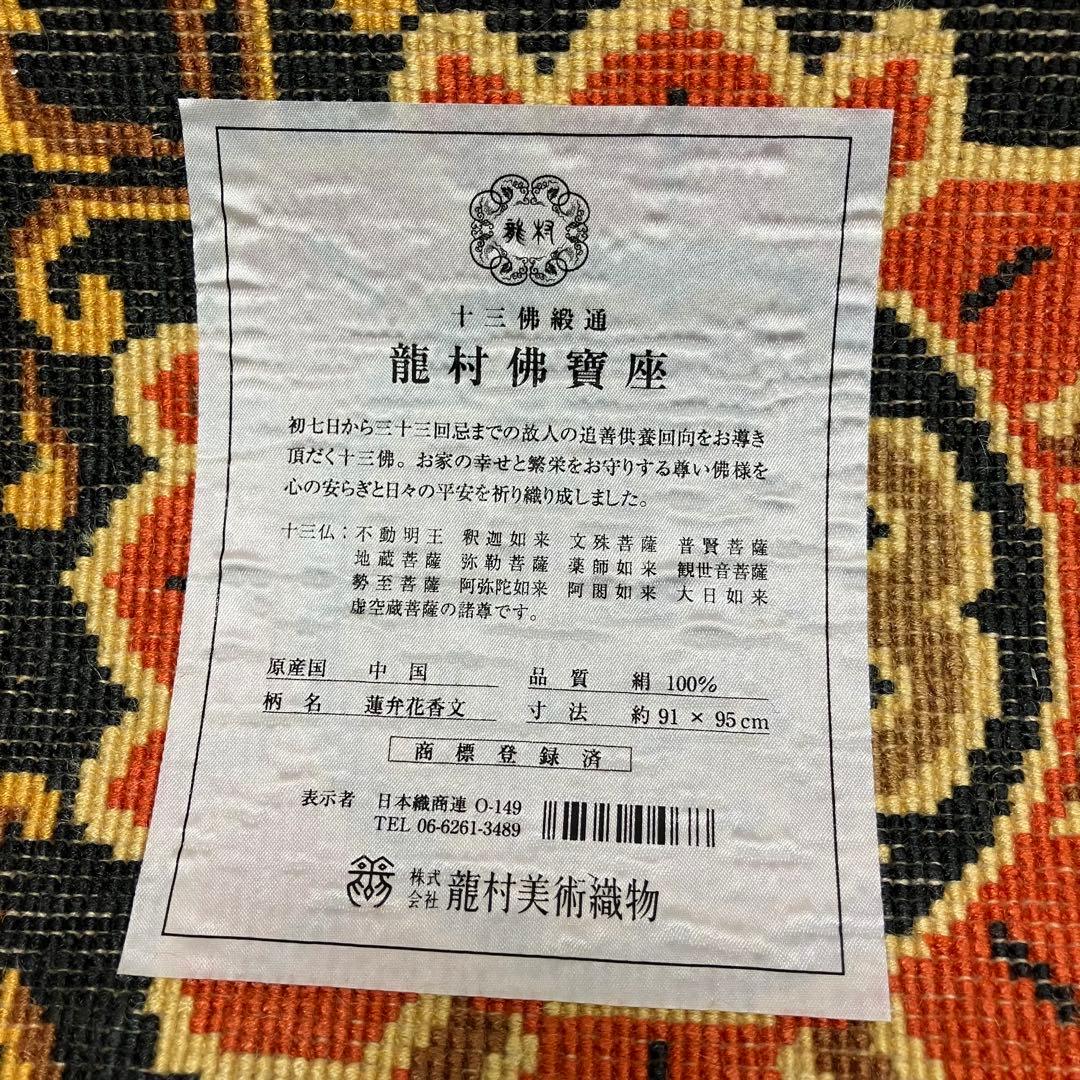 龍村
十三佛緞通
龍村佛寶座
初七日から三十三回忌までの故人の追善供養回向をお導き
頂だく十三佛。お家の幸せと繁栄をお守りする尊い佛様を
心の安らぎと日々の平安を祈り織り成しました。
十三仏：不動明王 釈迦如来 文殊菩薩 普賢菩薩
地蔵菩薩 弥勒菩薩 薬師如来 観世音菩薩
勢至菩薩 阿弥陀如来 阿閦如来 大日如来
虚空蔵菩薩の諸尊です。
原産国 中国 品質 絹 100%
柄名 蓮弁花香文 寸法 約 91 × 95 cm
商標登録済
表示者 日本織商連 O-149
TEL 06-6261-3489
株式会社 龍村美術織物